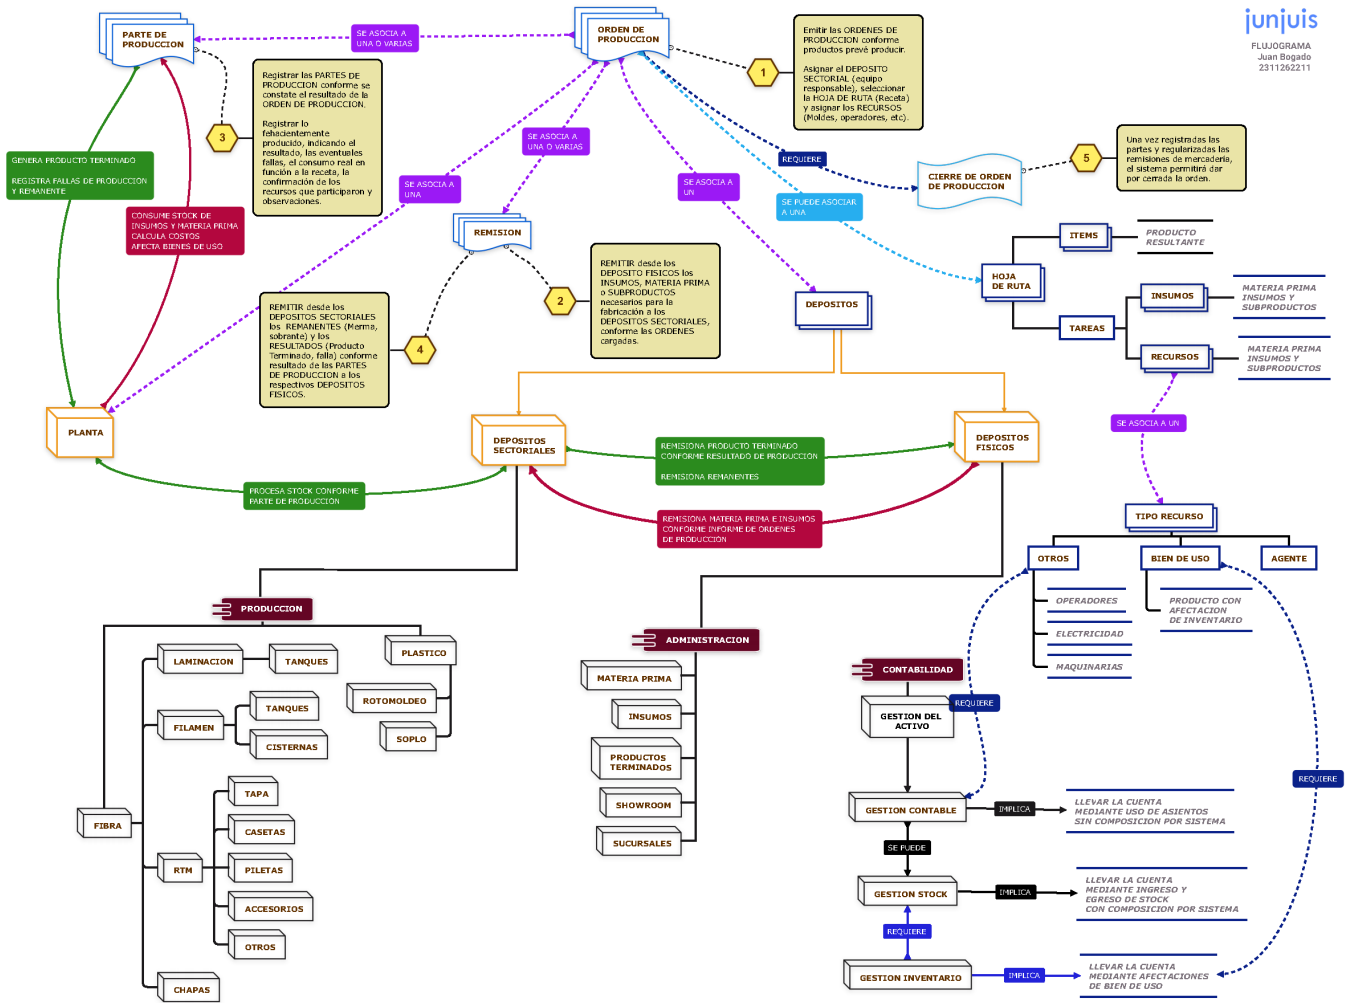 junjuis
FLUJOGRAMA
Juan Bogado
2311262211
PARTE DE
PRODUCCION
SE ASOCIA A
UNA O VARIAS
ORDEN DE
PRODUCCION
1
Emitir las ORDENES DE
PRODUCCION conforme
productos prevé producir.
Asignar el DEPOSITO
SECTORIAL (equipo
responsable), seleccionar
la HOJA DE RUTA (Receta)
y asignar los RECURSOS
(Moldes, operadores, etc).
3
Registrar las PARTES DE
PRODUCCION conforme se
constate el resultado de la
ORDEN DE PRODUCCION.
Registrar lo
fehacientemente
producido, indicando el
resultado, las eventuales
fallas, el consumo real en
función a la receta, la
confirmación de los
recursos que participaron y
observaciones.
GENERA PRODUCTO TERMINADO
REGISTRA FALLAS DE PRODUCCION
Y REMANENTE
CONSUME STOCK DE
INSUMOS Y MATERIA PRIMA
CALCULA COSTOS
AFECTA BIENES DE USO
SE ASOCIA A
UNA O VARIAS
SE ASOCIA A
UNA
SE ASOCIA A
UN
REQUIERE
SE PUEDE ASOCIAR
A UNA
CIERRE DE ORDEN
DE PRODUCCION
5
Una vez registradas las
partes y regularizadas las
remisiones de mercadería,
el sistema permitirá dar
por cerrada la orden.
REMISION
2
REMITIR desde los
DEPOSITO FISICOS los
INSUMOS, MATERIA PRIMA
o SUBPRODUCTOS
necesarios para la
fabricación a los
DEPOSITOS SECTORIALES,
conforme las ORDENES
cargadas.
4
REMITIR desde los
DEPOSITOS SECTORIALES
los  REMANENTES (Merma,
sobrante) y los
RESULTADOS (Producto
Terminado, falla) conforme
resultado de las PARTES
DE PRODUCCION a los
respectivos DEPOSITOS
FISICOS.
DEPOSITOS
HOJA
DE RUTA
ITEMS
PRODUCTO
RESULTANTE
TAREAS
INSUMOS
MATERIA PRIMA
INSUMOS Y
SUBPRODUCTOS
RECURSOS
MATERIA PRIMA
INSUMOS Y
SUBPRODUCTOS
SE ASOCIA A UN
PLANTA
DEPOSITOS
SECTORIALES
DEPOSITOS
FISICOS
REMISIONA PRODUCTO TERMINADO
CONFORME RESULTADO DE PRODUCCION
REMISIONA REMANENTES
PROCESA STOCK CONFORME
PARTE DE PRODUCCION
REMISIONA MATERIA PRIMA E INSUMOS
CONFORME INFORME DE ORDENES
DE PRODUCCIÓN
TIPO RECURSO
OTROS
BIEN DE USO
AGENTE
OPERADORES
ELECTRICIDAD
MAQUINARIAS
PRODUCTO CON
AFECTACION
DE INVENTARIO
PRODUCCION
LAMINACION
TANQUES
PLASTICO
ROTOMOLDEO
SOPLO
FILAMEN
TANQUES
CISTERNAS
FIBRA
RTM
TAPA
CASETAS
PILETAS
ACCESORIOS
OTROS
CHAPAS
ADMINISTRACION
MATERIA PRIMA
INSUMOS
PRODUCTOS
TERMINADOS
SHOWROOM
SUCURSALES
CONTABILIDAD
GESTION DEL
ACTIVO
REQUIERE
GESTION CONTABLE
IMPLICA
LLEVAR LA CUENTA
MEDIANTE USO DE ASIENTOS
SIN COMPOSICION POR SISTEMA
REQUIERE
SE PUEDE
GESTION STOCK
IMPLICA
LLEVAR LA CUENTA
MEDIANTE INGRESO Y
EGRESO DE STOCK
CON COMPOSICION POR SISTEMA
REQUIERE
GESTION INVENTARIO
IMPLICA
LLEVAR LA CUENTA
MEDIANTE AFECTACIONES
DE BIEN DE USO